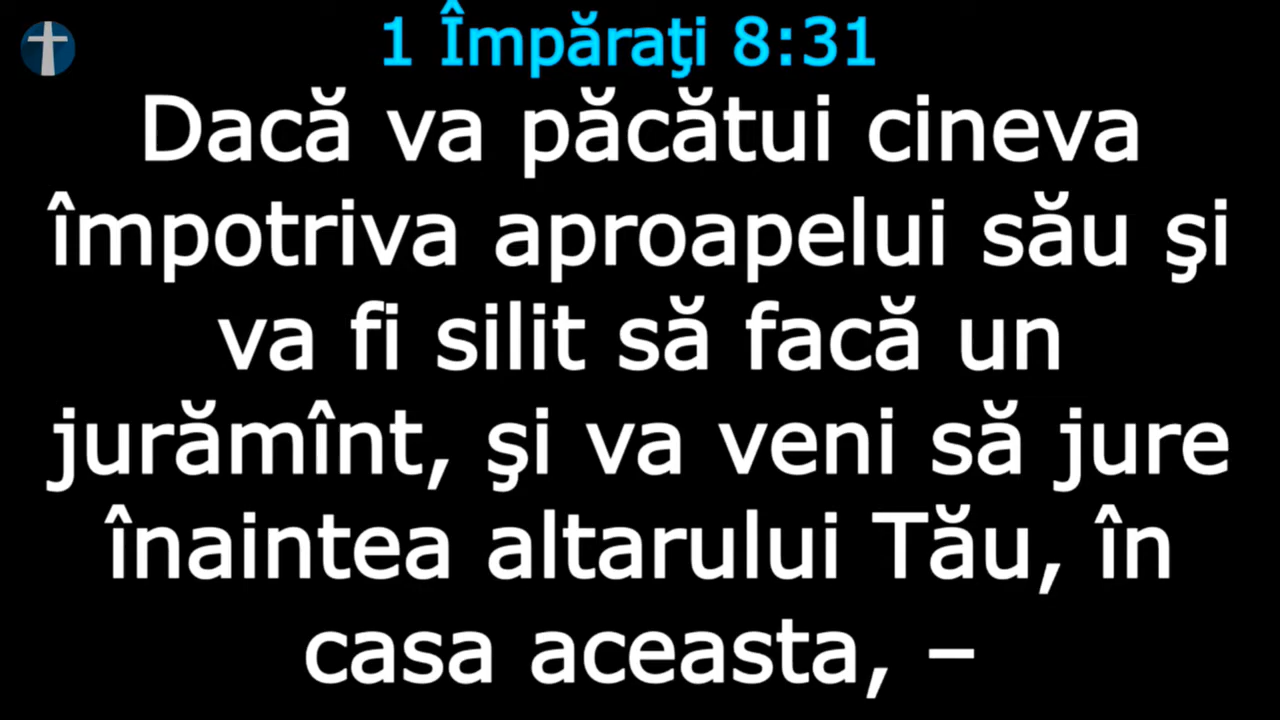 1 Împăraţi 8:31
Dacă va păcătui cineva
împotriva aproapelui său şi
va fi silit să facă un
jurămînt, şi va veni să jure
înaintea altarului Tău, în
casa aceasta, –